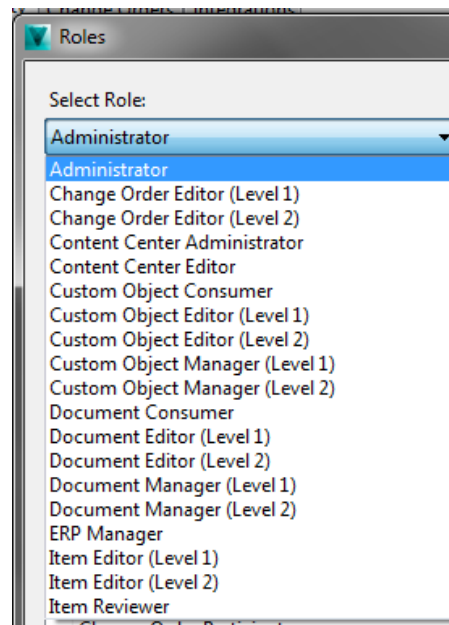 Change Orders Integrations
Roles
Select Role:
Administrator
Administrator
Change Order Editor (Level 1)
Change Order Editor (Level 2)
Content Center Administrator
Content Center Editor
Custom Object Consumer
Custom Object Editor (Level 1)
Custom Object Editor (Level 2)
Custom Object Manager (Level 1)
Custom Object Manager (Level 2)
Document Consumer
Document Editor (Level 1)
Document Editor (Level 2)
Document Manager (Level 1)
Document Manager (Level 2)
ERP Manager
Item Editor (Level 1)
Item Editor (Level 2)
Item Reviewer